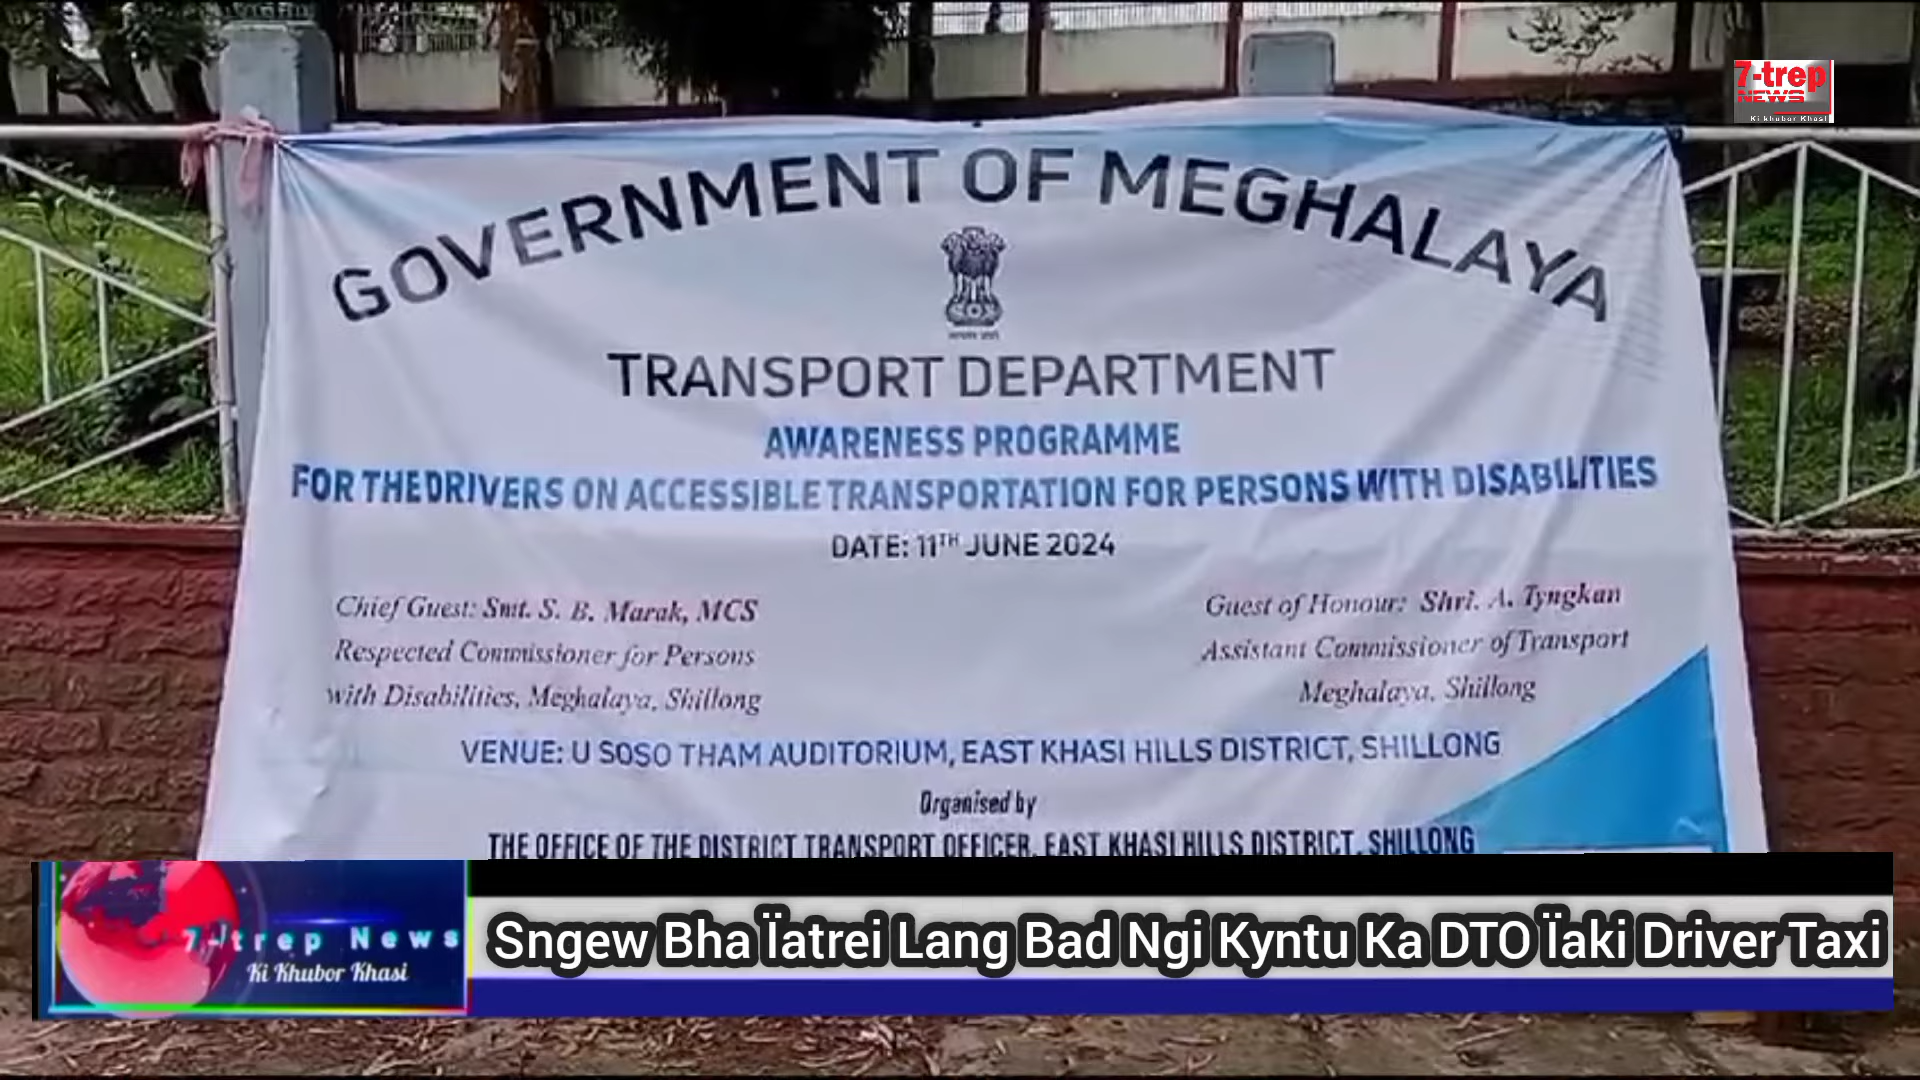 7-trep
NEWS
Ki khubor Khasi
GOVERNMENT OF MEGHALAYA
TRANSPORT DEPARTMENT
AWARENESS PROGRAMME
FOR THE DRIVERS ON ACCESSIBLE TRANSPORTATION FOR PERSONS WITH DISABILITIES
DATE: 11TH JUNE 2024
Chief Guest: Smt. S. B. Marak, MCS
Respected Commissioner for Persons
with Disabilities, Meghalaya, Shillong
Guest of Honour: Shri. A. Tyngkan
Assistant Commissioner of Transport
Meghalaya, Shillong
VENUE: U SOSO THAM AUDITORIUM, EAST KHASI HILLS DISTRICT, SHILLONG
Organised by
THE OFFICE OF THE DISTRICT TRANSPORT OFFICER, EAST KHASI HILLS DISTRICT, SHILLONG
7-trep News
Ki Khubor Khasi
Sngew Bha Ïatrei Lang Bad Ngi Kyntu Ka DTO Ïaki Driver Taxi